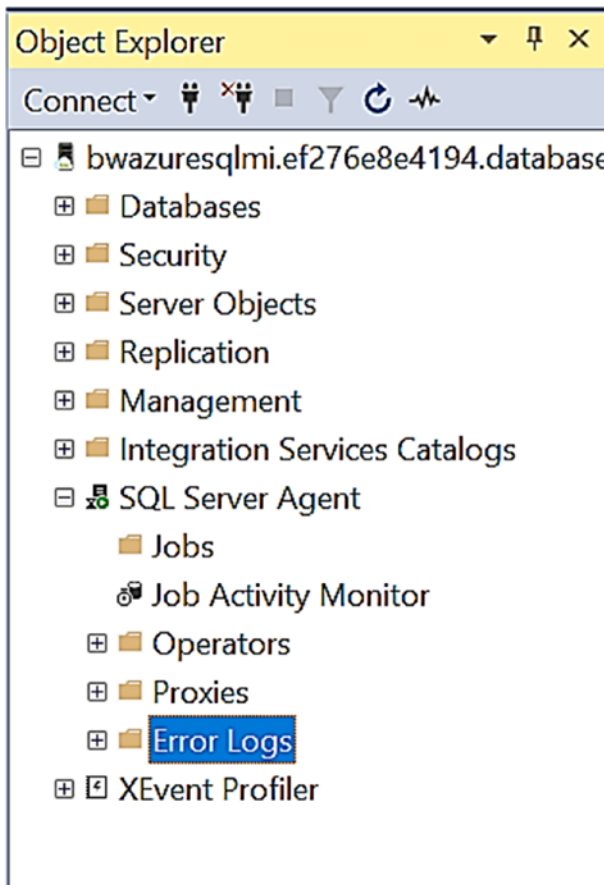 Object Explorer
Connect
bwazuresqlmi.ef276e8e4194.database
Databases
Security
Server Objects
Replication
Management
Integration Services Catalogs
SQL Server Agent
Jobs
Job Activity Monitor
Operators
Proxies
Error Logs
XEvent Profiler